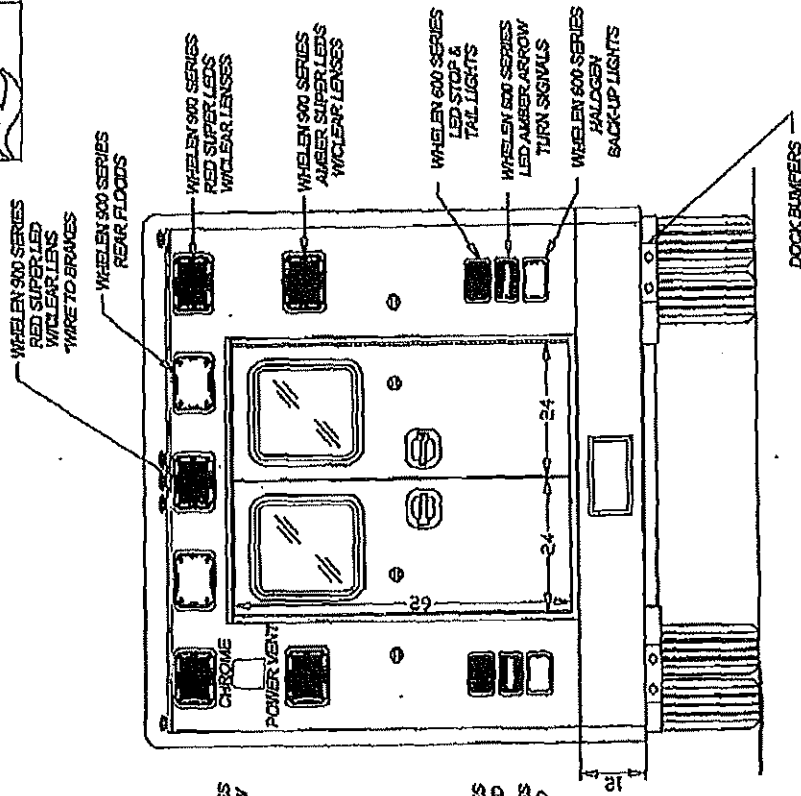 WHELEN 900 SERIES
RED SUPER LED
W/CLEAR LENS
*WIRE TO BRAKES
WHELEN 900 SERIES
REAR FLOODS
WHELEN 900 SERIES
RED SUPER LEDS
W/CLEAR LENSES
WHELEN 900 SERIES
AMBER SUPER LEDS
W/CLEAR LENSES
WHELEN 600 SERIES
LED STOP &
TAIL LIGHTS
WHELEN 600 SERIES
LED AMBER ARROW
TURN SIGNALS
WHELEN 600 SERIES
HALOGEN
BACK-UP LIGHTS
CHROME
POWER VENT
62
24
24
12
DOCK BUMPERS